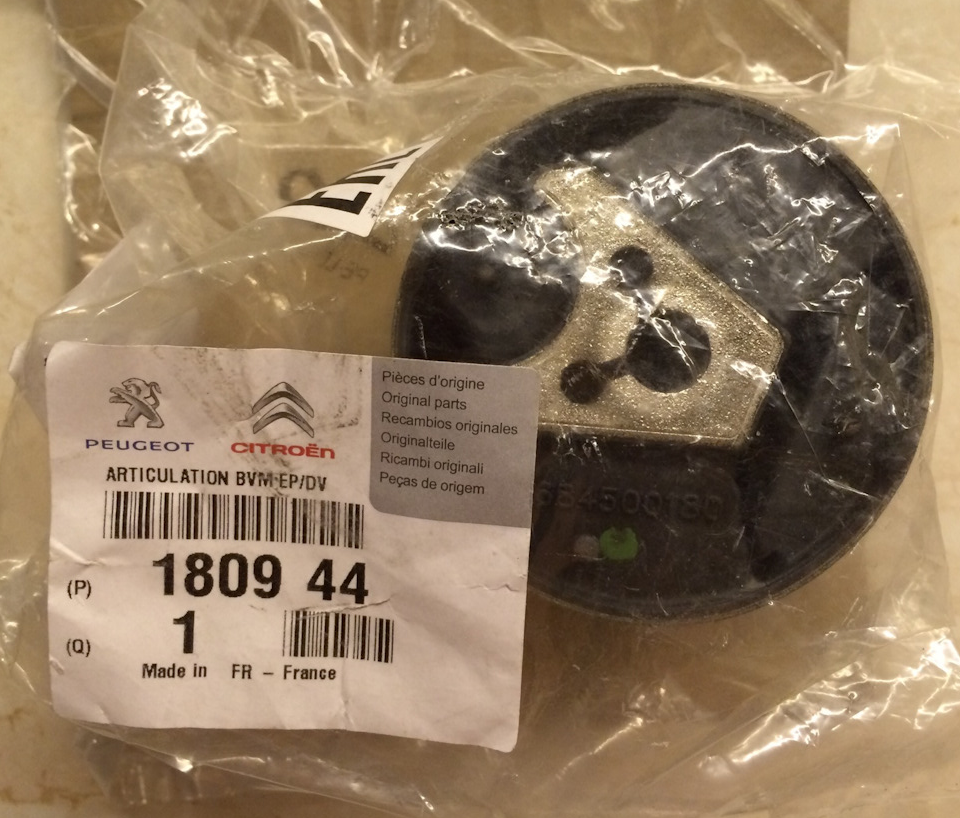 PEUGEOT
CITROËN
Pièces d'origine
Original parts
Recambios originales
Originalteile
Ricambi originali
Peças de origem
ARTICULATION BVM EP/DV
(P) 1809 44
(Q) 1
Made in FR - France